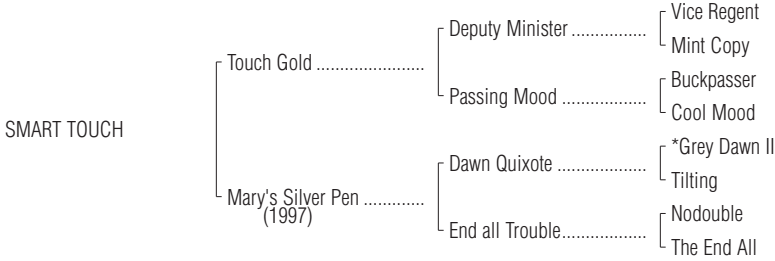 Vice Regent
Deputy Minister ................
Mint Copy
Touch Gold .......................
Buckpasser
Passing Mood ..................
Cool Mood
SMART TOUCH
*Grey Dawn II
Dawn Quixote ...................
Tilting
Mary's Silver Pen .............
(1997)
Nodouble
End all Trouble..................
The End All